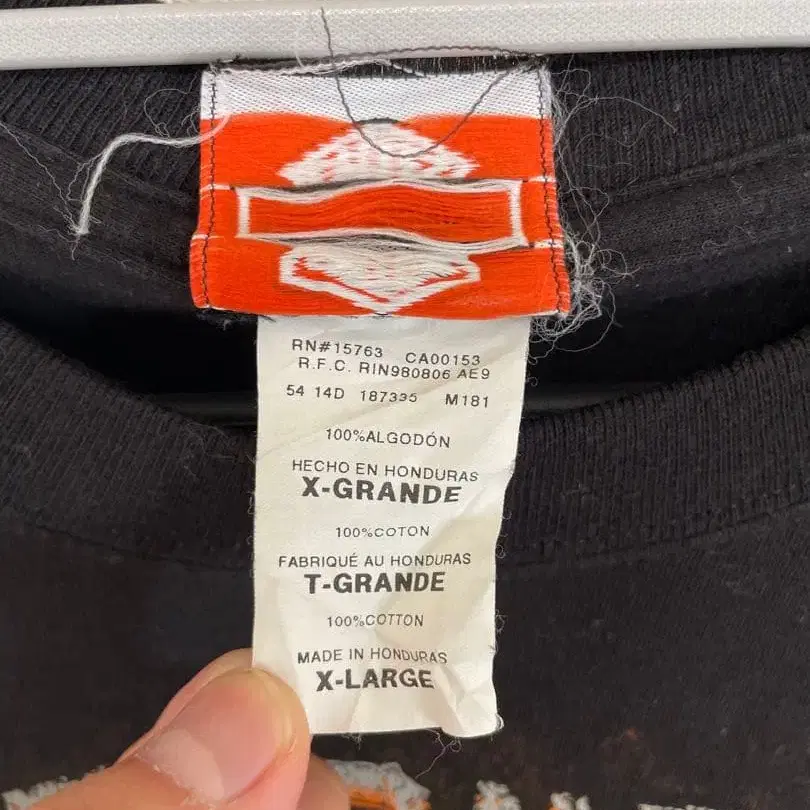 RN#15763 CA00153
R.F.C. RIN980806 AE9
54 14D 187335 M181
100%ALGODÓN
HECHO EN HONDURAS
X-GRANDE
100%COTON
FABRIQUÉ AU HONDURAS
T-GRANDE
100%COTTON
MADE IN HONDURAS
X-LARGE